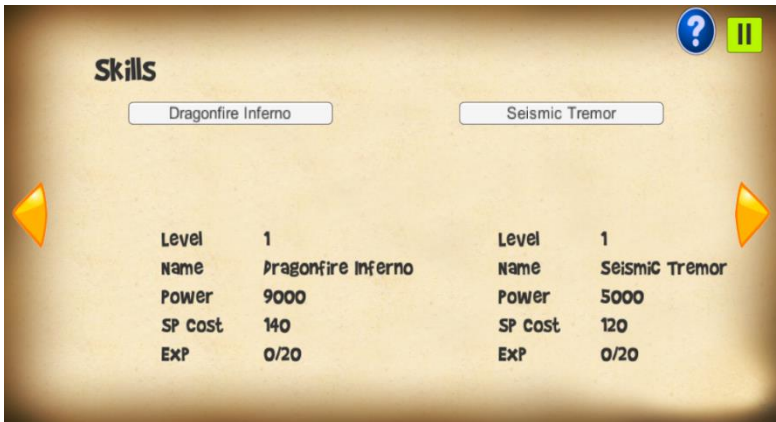 ?
Skills
Dragonfire Inferno
Seismic Tremor
Level 1
Name Dragonfire Inferno
Power 9000
SP Cost 140
Exp 0/20
Level 1
Name Seismic Tremor
Power 5000
SP Cost 120
Exp 0/20